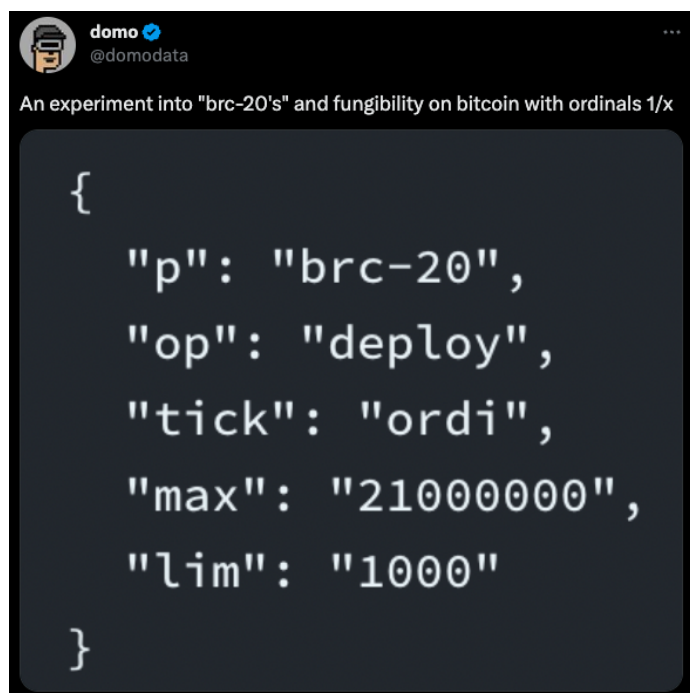 domo
@domodata
An experiment into "brc-20's" and fungibility on bitcoin with ordinals 1/x
{
"p": "brc-20",
"op": "deploy",
"tick": "ordi",
"max": "21000000",
"lim": "1000"
}